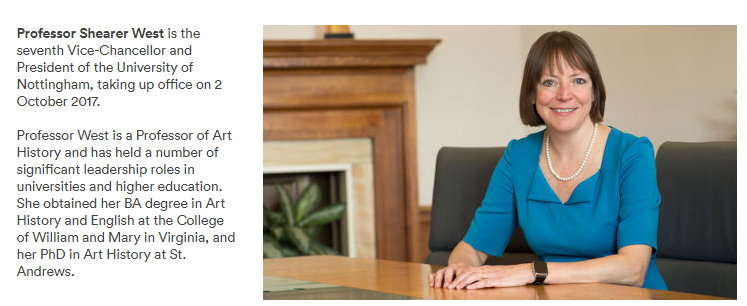 Professor Shearer West is the
seventh Vice-Chancellor and
President of the University of
Nottingham, taking up office on 2
October 2017.
Professor West is a Professor of Art
History and has held a number of
significant leadership roles in
universities and higher education.
She obtained her BA degree in Art
History and English at the College
of William and Mary in Virginia, and
her PhD in Art History at St.
Andrews.